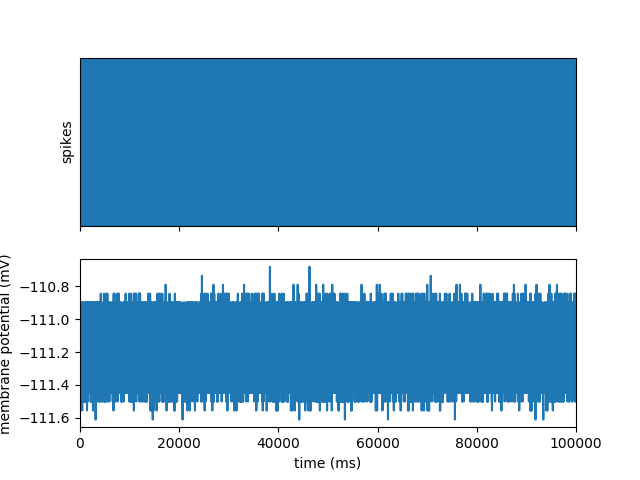 spikes
membrane potential (mV)
−110.8
−111.0
−111.2
−111.4
−111.6
0 20000 40000 60000 80000 100000
time (ms)